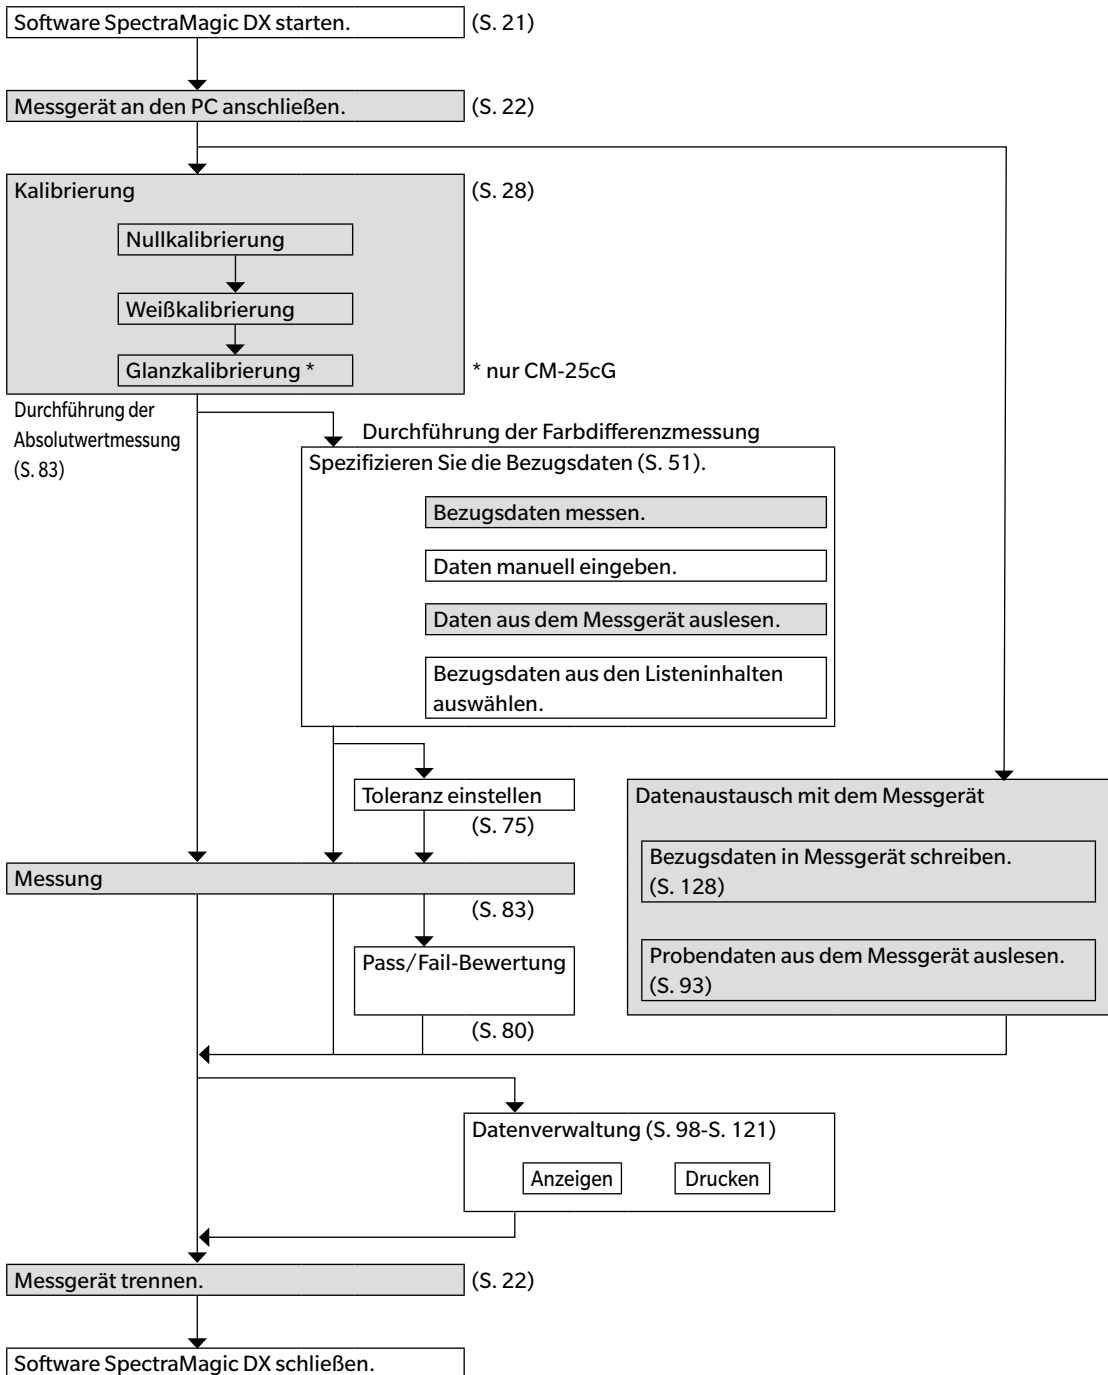 Software SpectraMagic DX starten.
(S. 21)
Messgerät an den PC anschließen.
(S. 22)
Kalibrierung
(S. 28)
Nullkalibrierung
Weißkalibrierung
Glanzkalibrierung *
* nur CM-25cG
Durchführung der
Absolutwertmessung
(S. 83)
Durchführung der Farbdifferenzmessung
Spezifizieren Sie die Bezugsdaten (S. 51).
Bezugsdaten messen.
Daten manuell eingeben.
Daten aus dem Messgerät auslesen.
Bezugsdaten aus den Listeninhalten
auswählen.
Toleranz einstellen
(S. 75)
Datenaustausch mit dem Messgerät
Bezugsdaten in Messgerät schreiben.
(S. 128)
Probendaten aus dem Messgerät auslesen.
(S. 93)
Messung
(S. 83)
Pass/Fail-Bewertung
(S. 80)
Datenverwaltung (S. 98-S. 121)
Anzeigen
Drucken
Messgerät trennen.
(S. 22)
Software SpectraMagic DX schließen.